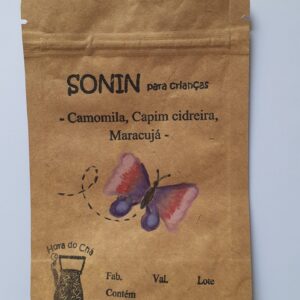 SONIN para crianças
- Camomila, Capim cidreira,
Maracujá -
Hora do Chá
Fab. Val. Lote
Contém